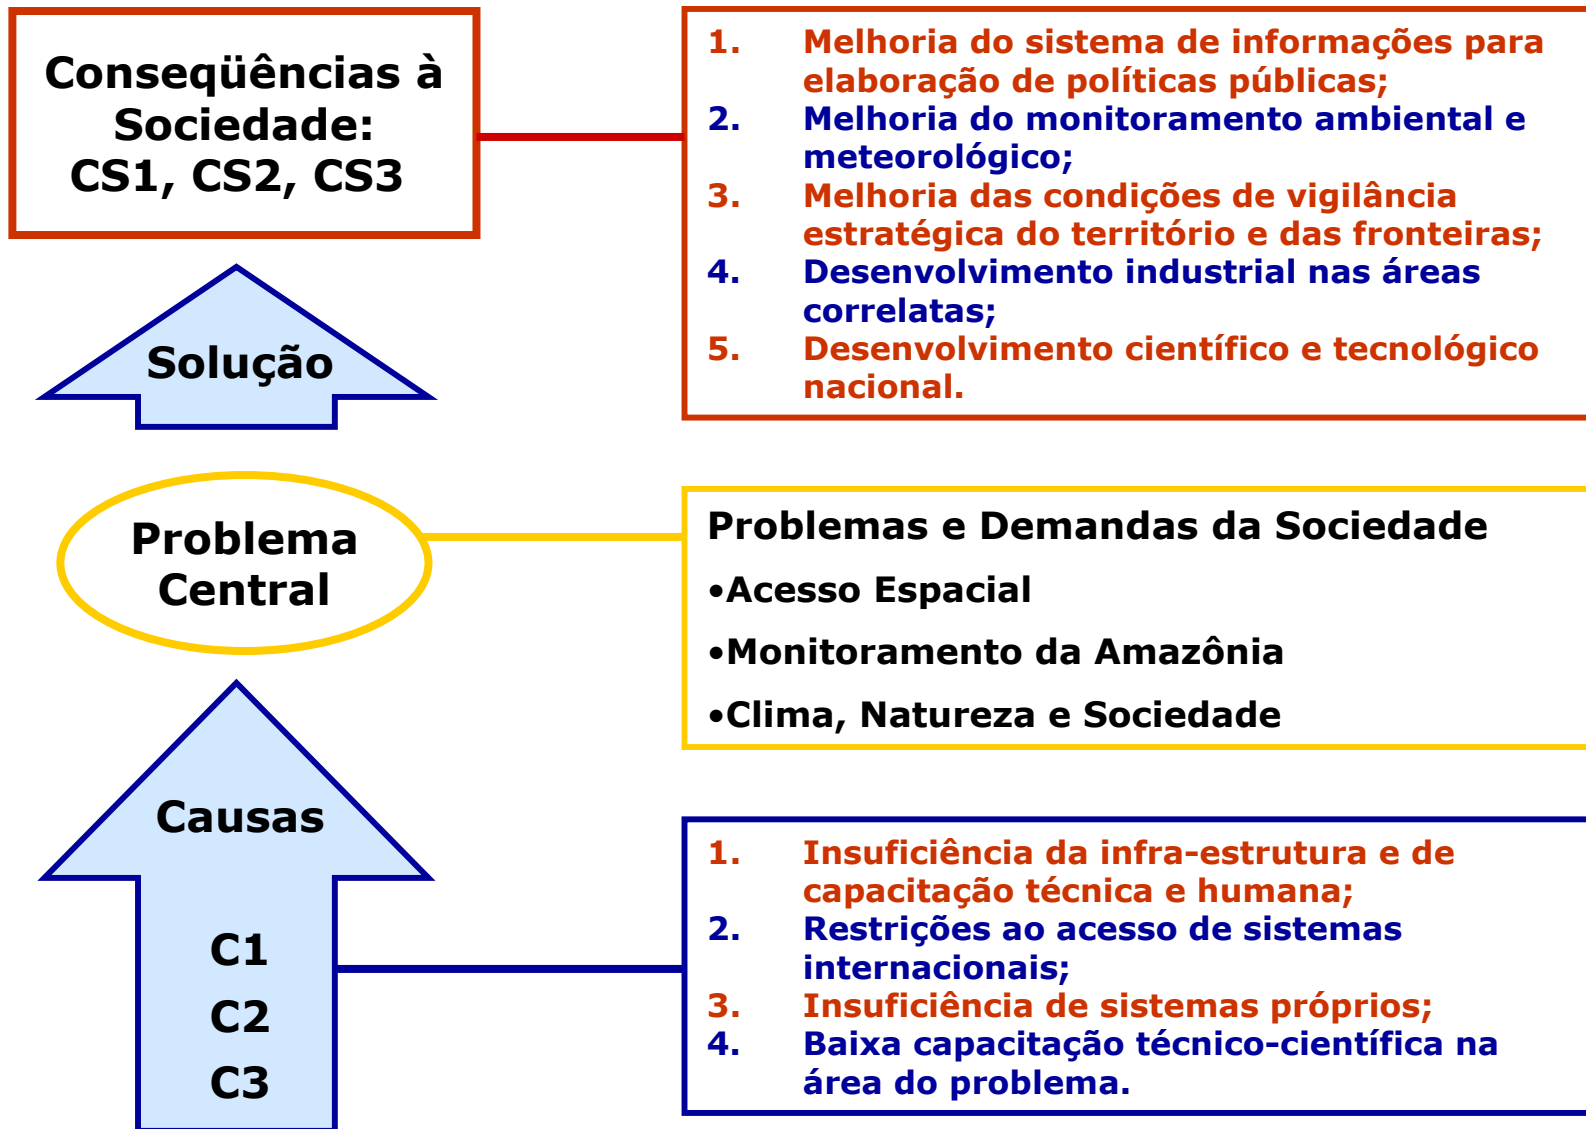 Conseqüências à
Sociedade:
CS1, CS2, CS3
1. Melhoria do sistema de informações para
elaboração de políticas públicas;
2. Melhoria do monitoramento ambiental e
meteorológico;
3. Melhoria das condições de vigilância
estratégica do território e das fronteiras;
4. Desenvolvimento industrial nas áreas
correlatas;
5. Desenvolvimento científico e tecnológico
nacional.
Solução
Problema
Central
Problemas e Demandas da Sociedade
•Acesso Espacial
•Monitoramento da Amazônia
•Clima, Natureza e Sociedade
Causas
C1
C2
C3
1. Insuficiência da infra-estrutura e de
capacitação técnica e humana;
2. Restrições ao acesso de sistemas
internacionais;
3. Insuficiência de sistemas próprios;
4. Baixa capacitação técnico-científica na
área do problema.